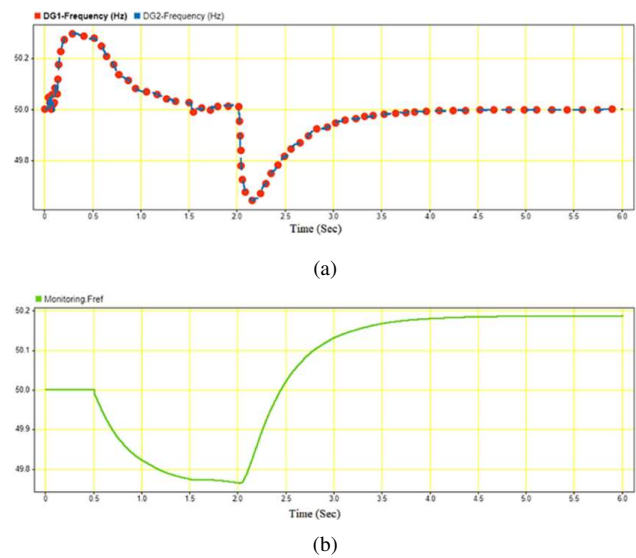 DG1-Frequency (Hz) DG2-Frequency (Hz)
50.2
50.0
49.8
0 0.5 1.0 1.5 2.0 2.5 3.0 3.5 4.0 4.5 5.0 5.5 6.0
Time (Sec)
(a)
Monitoring.Fref
50.2
50.1
50.0
49.9
49.8
0 0.5 1.0 1.5 2.0 2.5 3.0 3.5 4.0 4.5 5.0 5.5 6.0
Time (Sec)
(b)